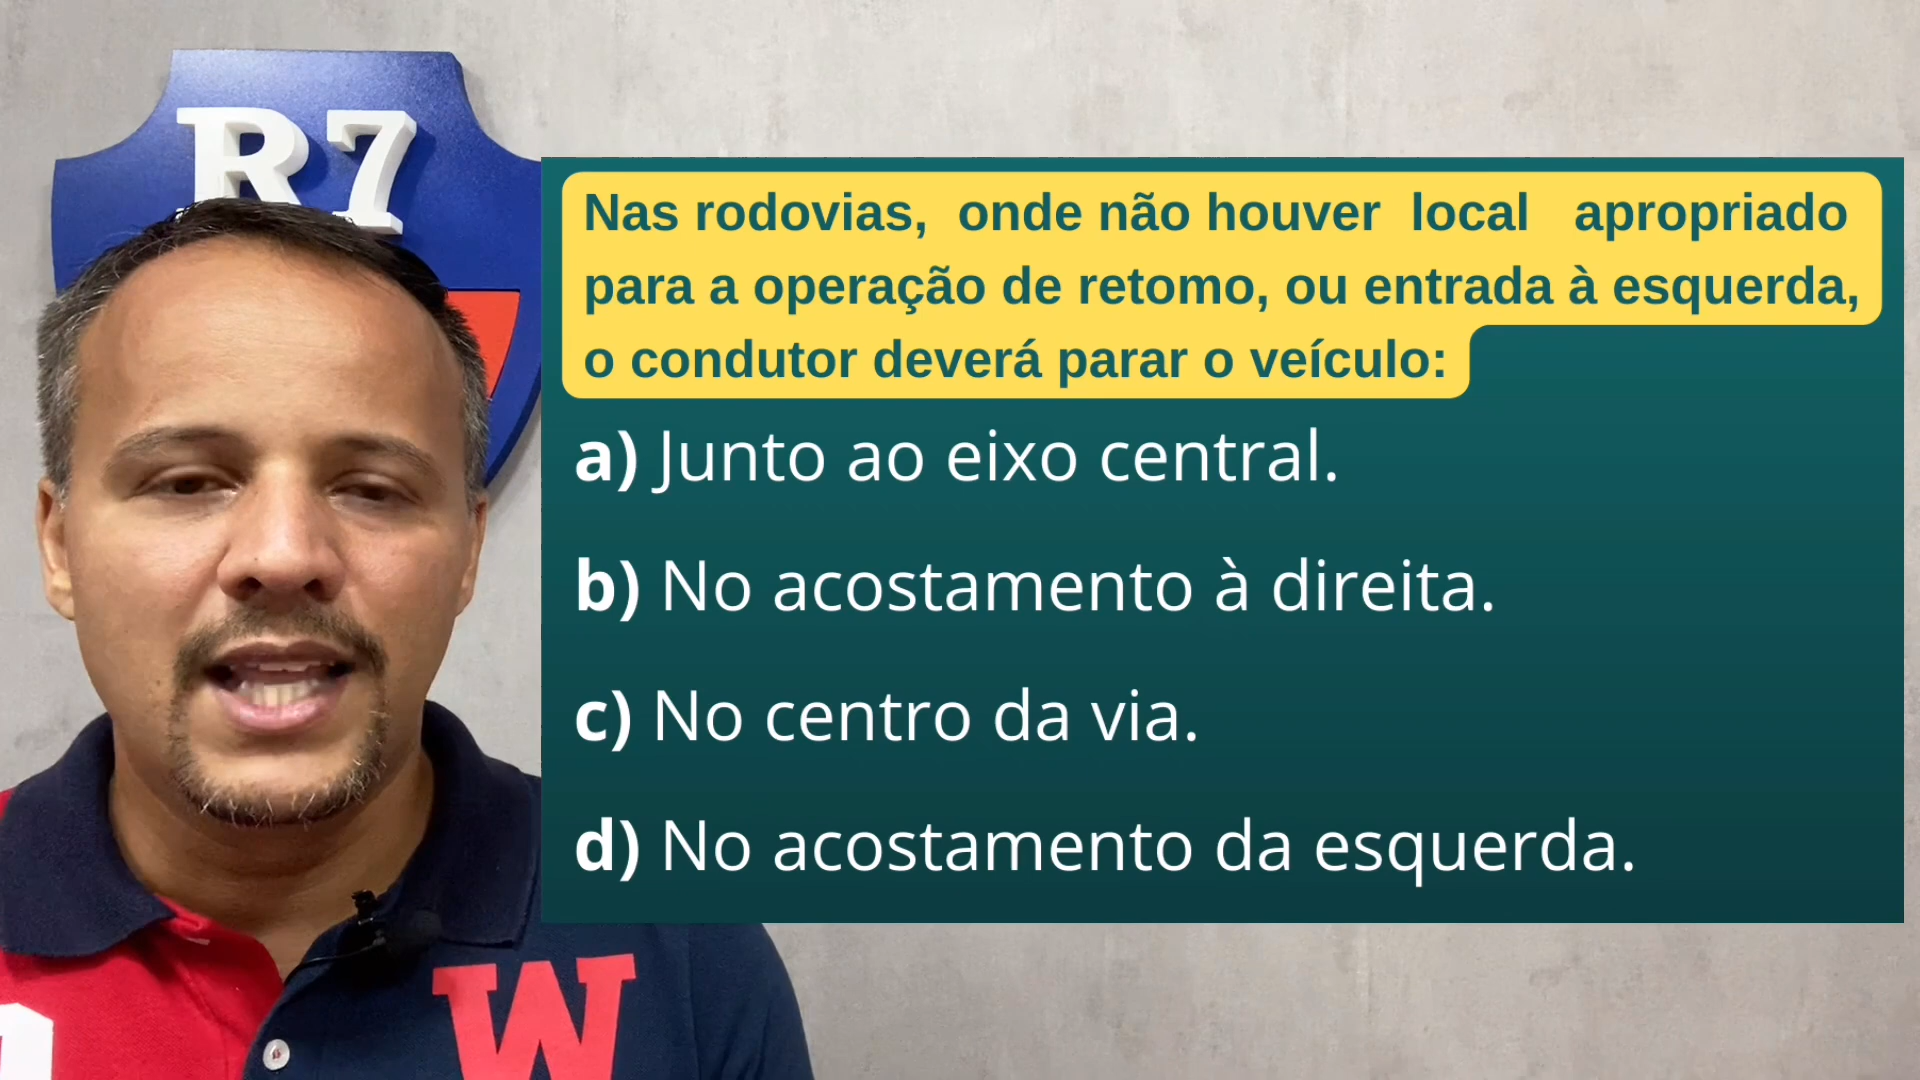 R7
Nas rodovias, onde não houver local apropriado
para a operação de retomo, ou entrada à esquerda,
o condutor deverá parar o veículo:
a) Junto ao eixo central.
b) No acostamento à direita.
c) No centro da via.
d) No acostamento da esquerda.
W